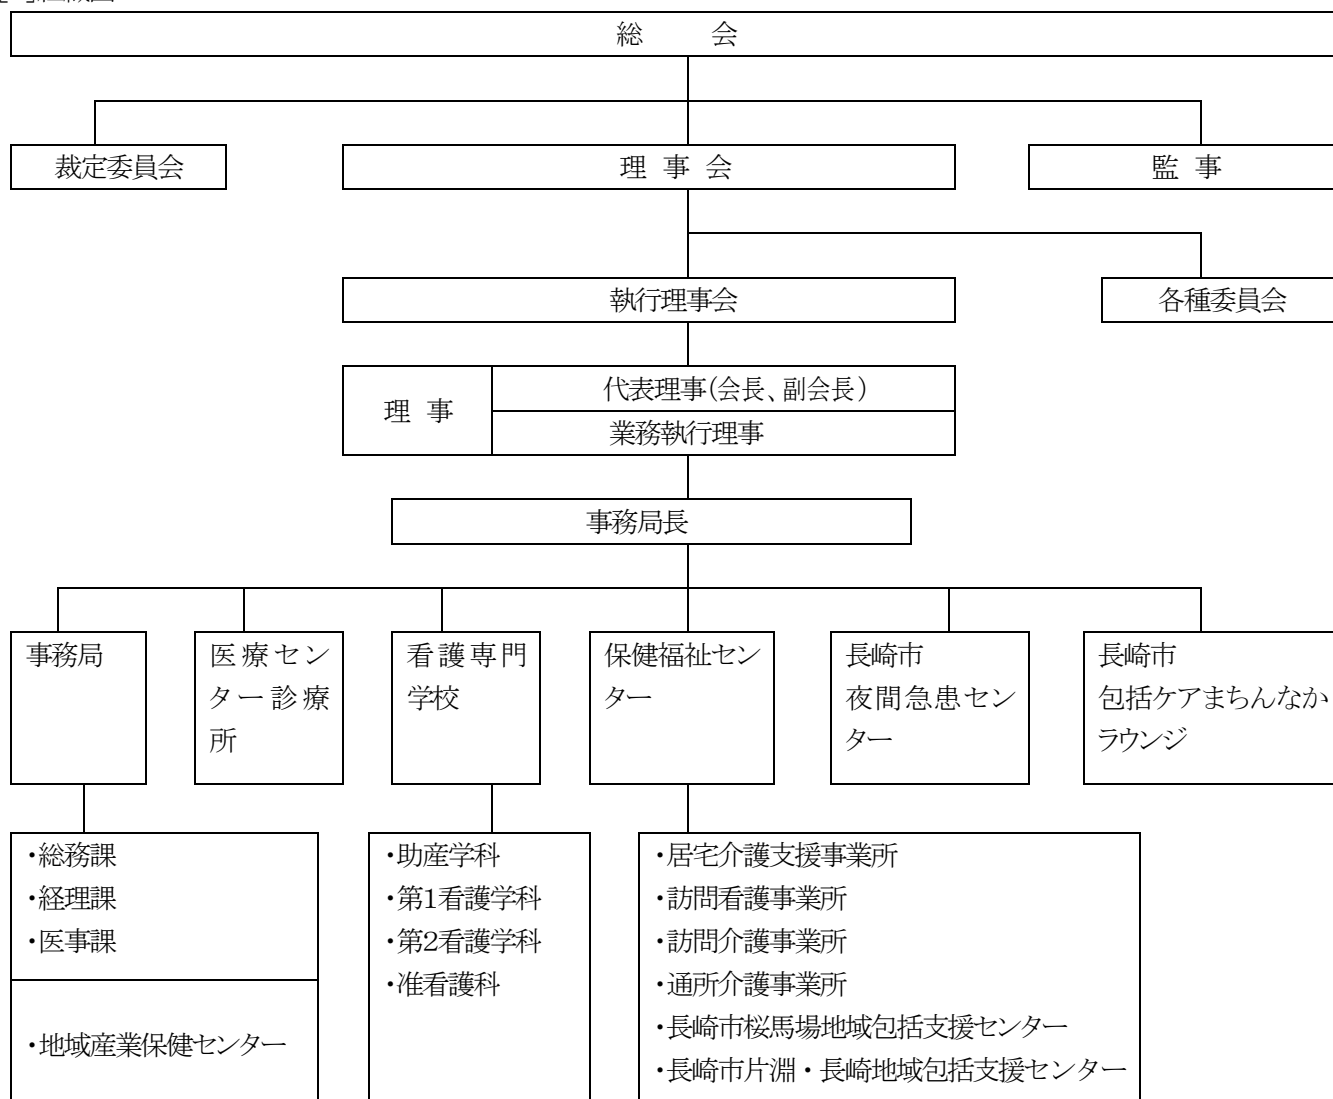 総 会
裁定委員会
理 事 会
監 事
執行理事会
各種委員会
理 事
代表理事(会長、副会長)
業務執行理事
事務局長
事務局
医療セン
ター診療
所
看護専門
学校
保健福祉セン
ター
長崎市
夜間急患セン
ター
長崎市
包括ケアまちんなか
ラウンジ
・総務課
・経理課
・医事課
・地域産業保健センター
・助産学科
・第1看護学科
・第2看護学科
・准看護科
・居宅介護支援事業所
・訪問看護事業所
・訪問介護事業所
・通所介護事業所
・長崎市桜馬場地域包括支援センター
・長崎市片淵・長崎地域包括支援センター